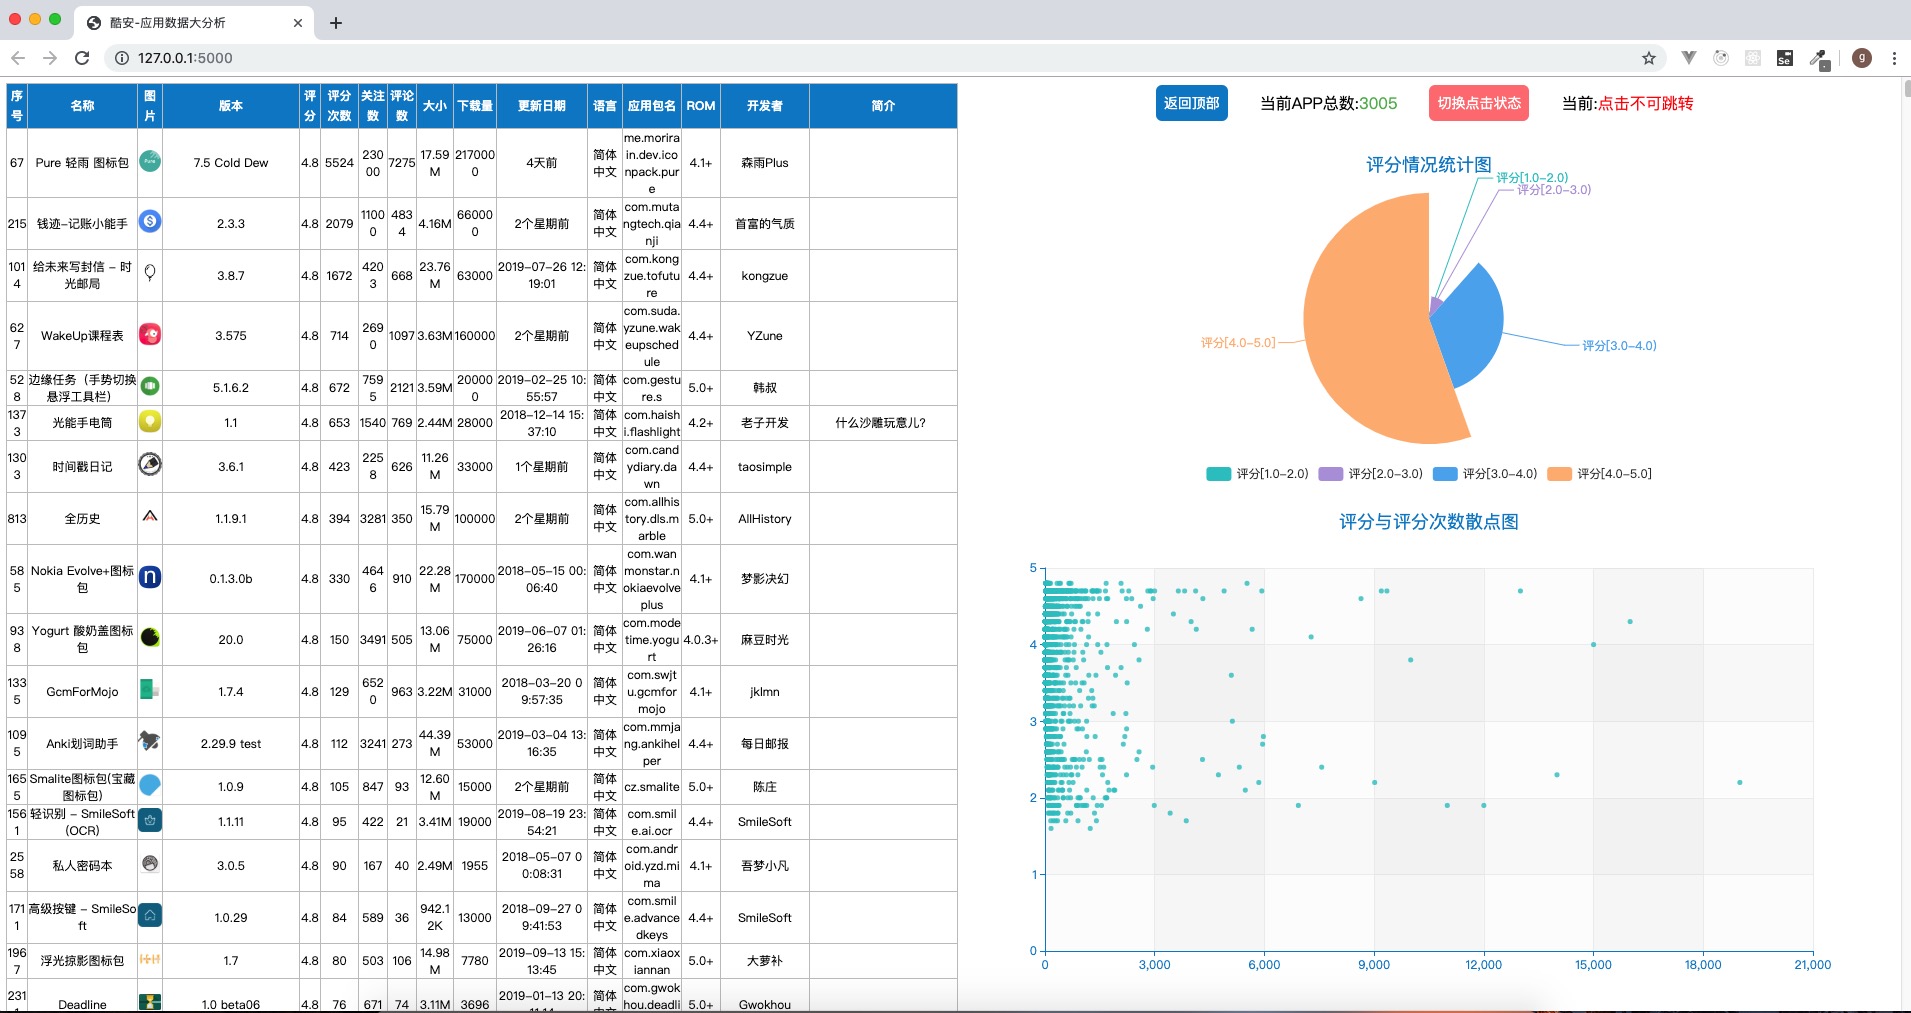 酷安-应用数据大分析
127.0.0.1:5000
Se
g
序号 名称 图片 版本 评分 评分次数 关注数 评论数 大小 下载量 更新日期 语言 应用包名 ROM 开发者 简介
67 Pure 轻雨 图标包 7.5 Cold Dew 4.8 5524 23000 7275 17.59M 2170000 4天前 简体中文 me.morirain.dev.iconpack.pure 4.1+ 森雨Plus
215 钱迹-记账小能手 2.3.3 4.8 2079 11000 4834 4.16M 660000 2个星期前 简体中文 com.mutangtech.qianji 4.4+ 首富的气质
1014 给未来写封信 - 时光邮局 3.8.7 4.8 1672 4203 668 23.76M 63000 2019-07-26 12:19:01 简体中文 com.kongzue.tofuture 4.4+ kongzue
627 WakeUp课程表 3.575 4.8 714 2690 1097 3.63M 160000 2个星期前 简体中文 com.suda.yzune.wakeupschedule 4.4+ YZune
528 边缘任务（手势切换悬浮工具栏） 5.1.6.2 4.8 672 7595 2121 3.59M 200000 2019-02-25 10:55:57 简体中文 com.gesture.s 5.0+ 韩叔
1373 光能手电筒 1.1 4.8 653 1540 769 2.44M 28000 2018-12-14 15:37:10 简体中文 com.haishi.flashlight 4.2+ 老子开发 什么沙雕玩意儿?
1303 时间戳日记 3.6.1 4.8 423 2258 626 11.26M 33000 1个星期前 简体中文 com.candydiary.dawn 4.4+ taosimple
813 全历史 1.1.9.1 4.8 394 3281 350 15.79M 100000 2个星期前 简体中文 com.allhistory.dls.marble 5.0+ AllHistory
585 Nokia Evolve+图标包 0.1.3.0b 4.8 330 4646 910 22.28M 170000 2018-05-15 00:06:40 简体中文 com.wanmonstar.nokiaevolveplus 4.1+ 梦影决幻
938 Yogurt 酸奶盖图标包 20.0 4.8 150 3491 505 13.06M 75000 2019-06-07 01:26:16 简体中文 com.modetime.yogurt 4.0.3+ 麻豆时光
1335 GcmForMojo 1.7.4 4.8 129 6520 963 3.22M 31000 2018-03-20 09:57:35 简体中文 com.swjtu.gcmformojo 4.1+ jklmn
1095 Anki划词助手 2.29.9 test 4.8 112 3241 273 44.39M 53000 2019-03-04 13:16:35 简体中文 com.mmjang.ankihelper 4.4+ 每日邮报
1655 Smalite图标包(宝藏图标包) 1.0.9 4.8 105 847 93 12.60M 15000 2个星期前 简体中文 cz.smalite 5.0+ 陈庄
1561 轻识别 - SmileSoft(OCR) 1.1.11 4.8 95 422 21 3.41M 19000 2019-08-19 23:54:21 简体中文 com.smile.ai.ocr 4.4+ SmileSoft
2558 私人密码本 3.0.5 4.8 90 167 40 2.49M 1955 2018-05-07 00:08:31 简体中文 com.android.yzd.mima 4.1+ 吾梦小凡
1711 高级按键 - SmileSoft 1.0.29 4.8 84 589 36 942.12K 13000 2018-09-27 09:41:53 简体中文 com.smile.advancedkeys 4.4+ SmileSoft
1967 浮光掠影图标包 1.7 4.8 80 503 106 14.98M 7780 2019-09-13 15:13:45 简体中文 com.xiaoxiannan 5.0+ 大萝补
231 Deadline 1.0 beta06 4.8 76 671 74 3.11M 3696 2019-01-13 20: 简体 com.gwokhou.deadli 5.0+ Gwokhou
返回顶部 当前APP总数:3005 切换点击状态 当前:点击不可跳转
评分情况统计图
评分[1.0-2.0)
评分[2.0-3.0)
评分[4.0-5.0]
评分[3.0-4.0)
评分[1.0-2.0) 评分[2.0-3.0) 评分[3.0-4.0) 评分[4.0-5.0]
评分与评分次数散点图
5
4
3
2
1
0
0 3,000 6,000 9,000 12,000 15,000 18,000 21,000